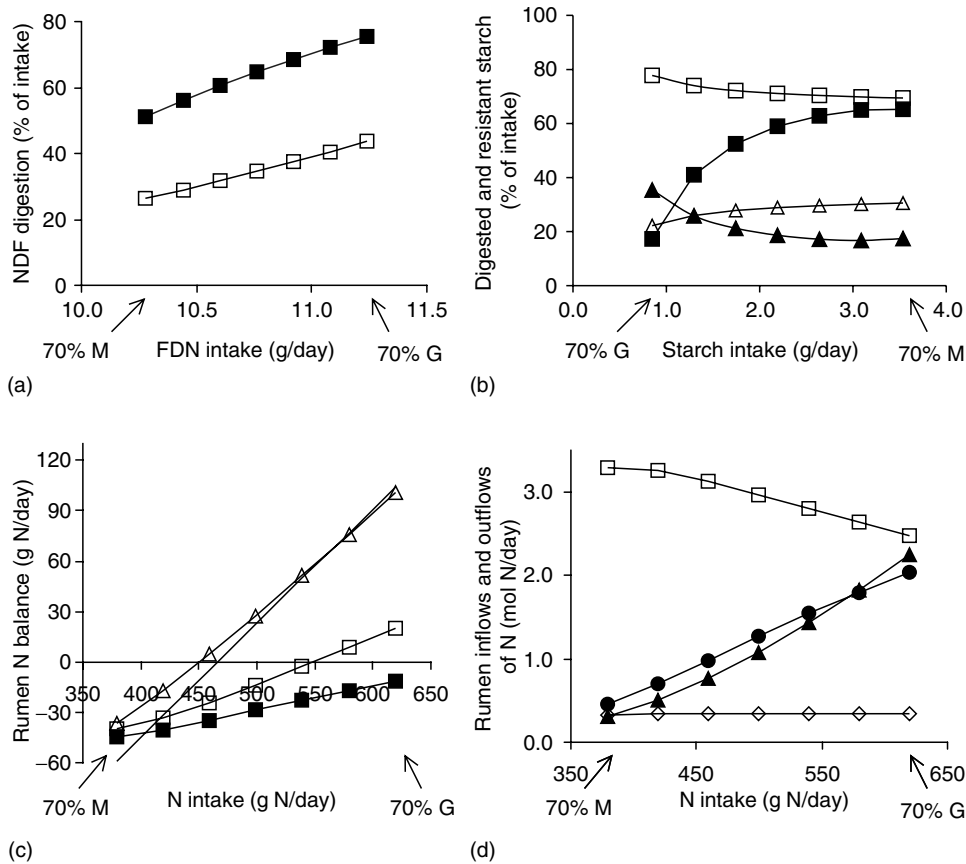 (a)
80
60
40
20
0
NDF digestion (% of intake)
10.0 10.5 11.0 11.5
70% M
FDN intake (g/day)
70% G
(b)
100
80
60
40
20
0
Digested and resistant starch
(% of intake)
0.0 1.0 2.0 3.0 4.0
70% G
Starch intake (g/day)
70% M
(c)
120
90
60
30
0
−30
−60
Rumen N balance (g N/day)
350 400 450 500 550 600 650
70% M
N intake (g N/day)
70% G
(d)
3.0
2.0
1.0
0.0
Rumen inflows and outflows
of N (mol N/day)
350 450 550 650
70% M
N intake (g N/day)
70% G